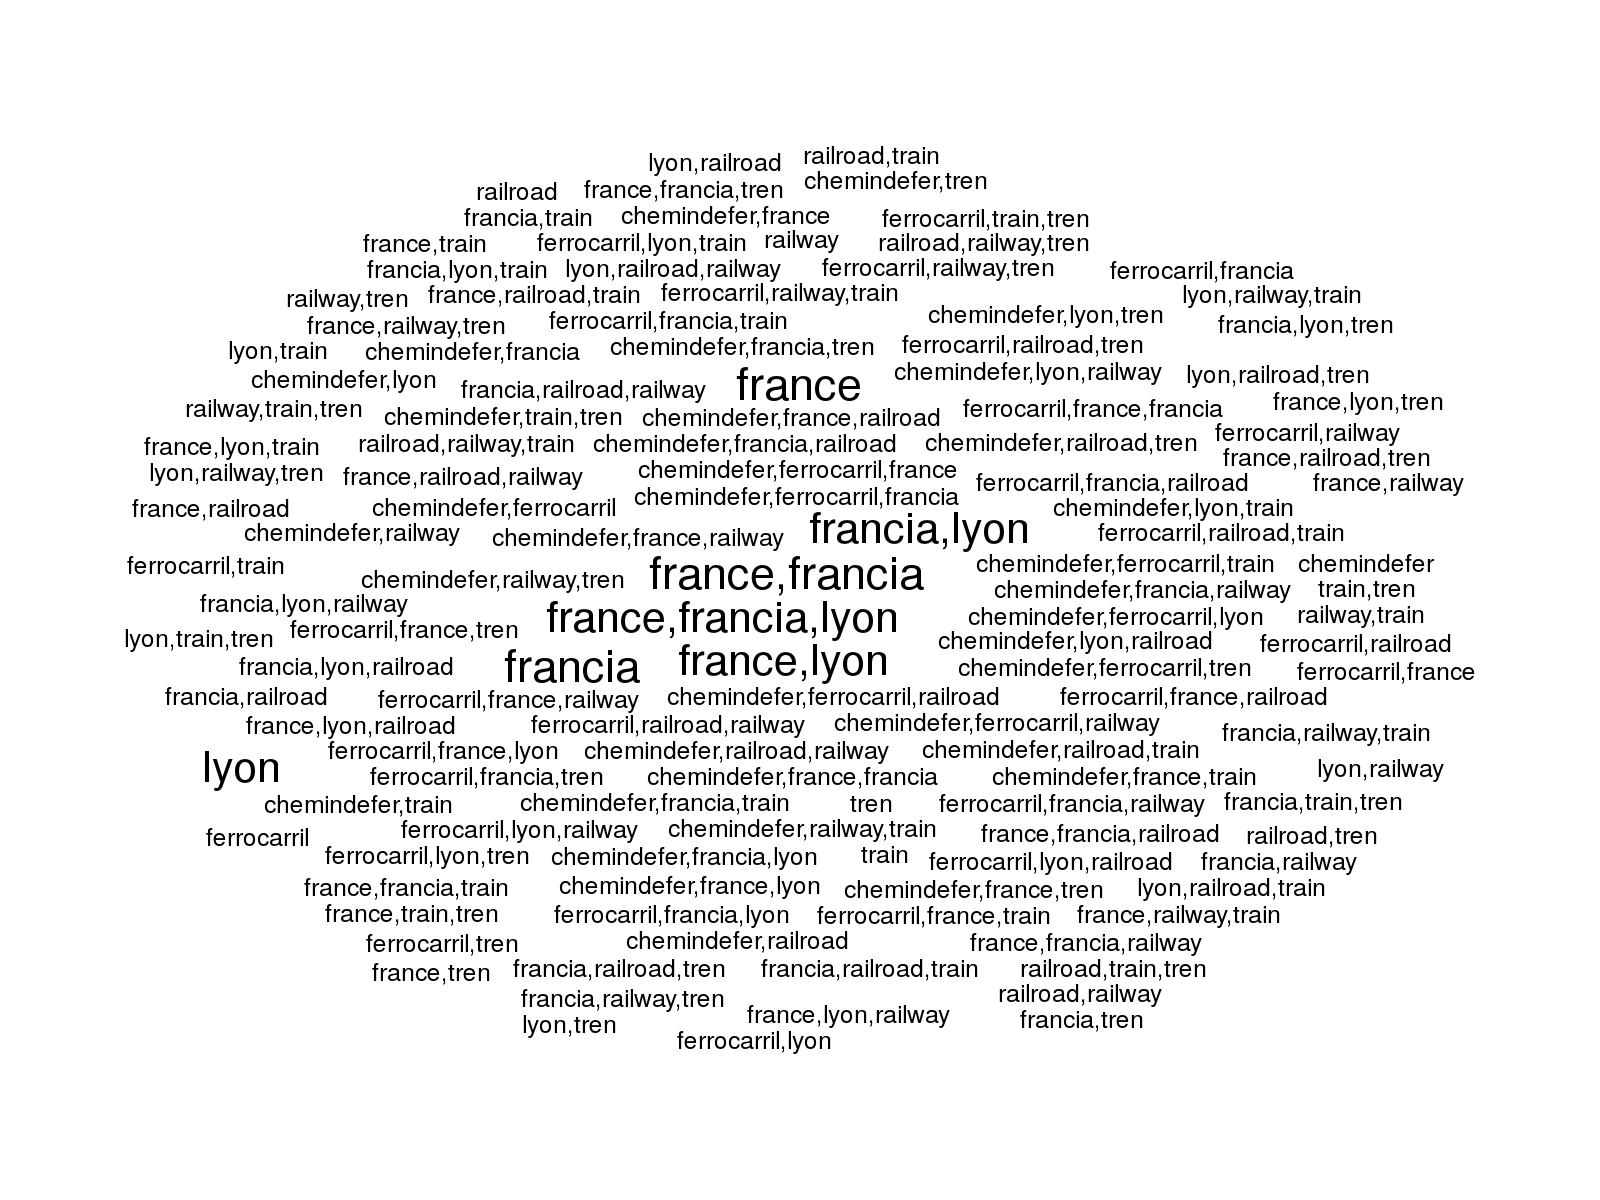 lyon,railroad railroad,train
railroad france,francia,tren chemindefer,tren
francia,train chemindefer,france ferrocarril,train,tren
france,train ferrocarril,lyon,train railway railroad,railway,tren
francia,lyon,train lyon,railroad,railway ferrocarril,railway,tren ferrocarril,francia
railway,tren france,railroad,train ferrocarril,railway,train lyon,railway,train
france,railway,tren ferrocarril,francia,train chemindefer,lyon,tren francia,lyon,tren
lyon,train chemindefer,francia chemindefer,francia,tren ferrocarril,railroad,tren
chemindefer,lyon francia,railroad,railway france chemindefer,lyon,railway lyon,railroad,tren
railway,train,tren chemindefer,train,tren chemindefer,france,railroad ferrocarril,france,francia france,lyon,tren
france,lyon,train railroad,railway,train chemindefer,francia,railroad chemindefer,railroad,tren ferrocarril,railway
lyon,railway,tren france,railroad,railway chemindefer,ferrocarril,france france,railroad,tren
france,railroad chemindefer,ferrocarril chemindefer,ferrocarril,francia ferrocarril,francia,railroad france,railway
chemindefer,railway chemindefer,france,railway francia,lyon chemindefer,lyon,train
ferrocarril,railroad,train
ferrocarril,train chemindefer,railway,tren france,francia chemindefer,ferrocarril,train chemindefer
chemindefer,francia,railway train,tren
francia,lyon,railway france,francia,lyon chemindefer,ferrocarril,lyon railway,train
lyon,train,tren ferrocarril,france,tren chemindefer,lyon,railroad ferrocarril,railroad
francia,lyon,railroad francia france,lyon chemindefer,ferrocarril,tren ferrocarril,france
francia,railroad ferrocarril,france,railway chemindefer,ferrocarril,railroad ferrocarril,france,railroad
france,lyon,railroad ferrocarril,railroad,railway chemindefer,ferrocarril,railway francia,railway,train
lyon ferrocarril,france,lyon chemindefer,railroad,railway chemindefer,railroad,train
ferrocarril,francia,tren chemindefer,france,francia chemindefer,france,train lyon,railway
chemindefer,train chemindefer,francia,train tren ferrocarril,francia,railway francia,train,tren
ferrocarril ferrocarril,lyon,railway chemindefer,railway,train france,francia,railroad railroad,tren
ferrocarril,lyon,tren chemindefer,francia,lyon train ferrocarril,lyon,railroad francia,railway
france,francia,train chemindefer,france,lyon chemindefer,france,tren lyon,railroad,train
france,train,tren ferrocarril,francia,lyon ferrocarril,france,train france,railway,train
ferrocarril,tren chemindefer,railroad france,francia,railway
france,tren francia,railroad,tren francia,railroad,train railroad,train,tren
francia,railway,tren railroad,railway
lyon,tren france,lyon,railway francia,tren
ferrocarril,lyon